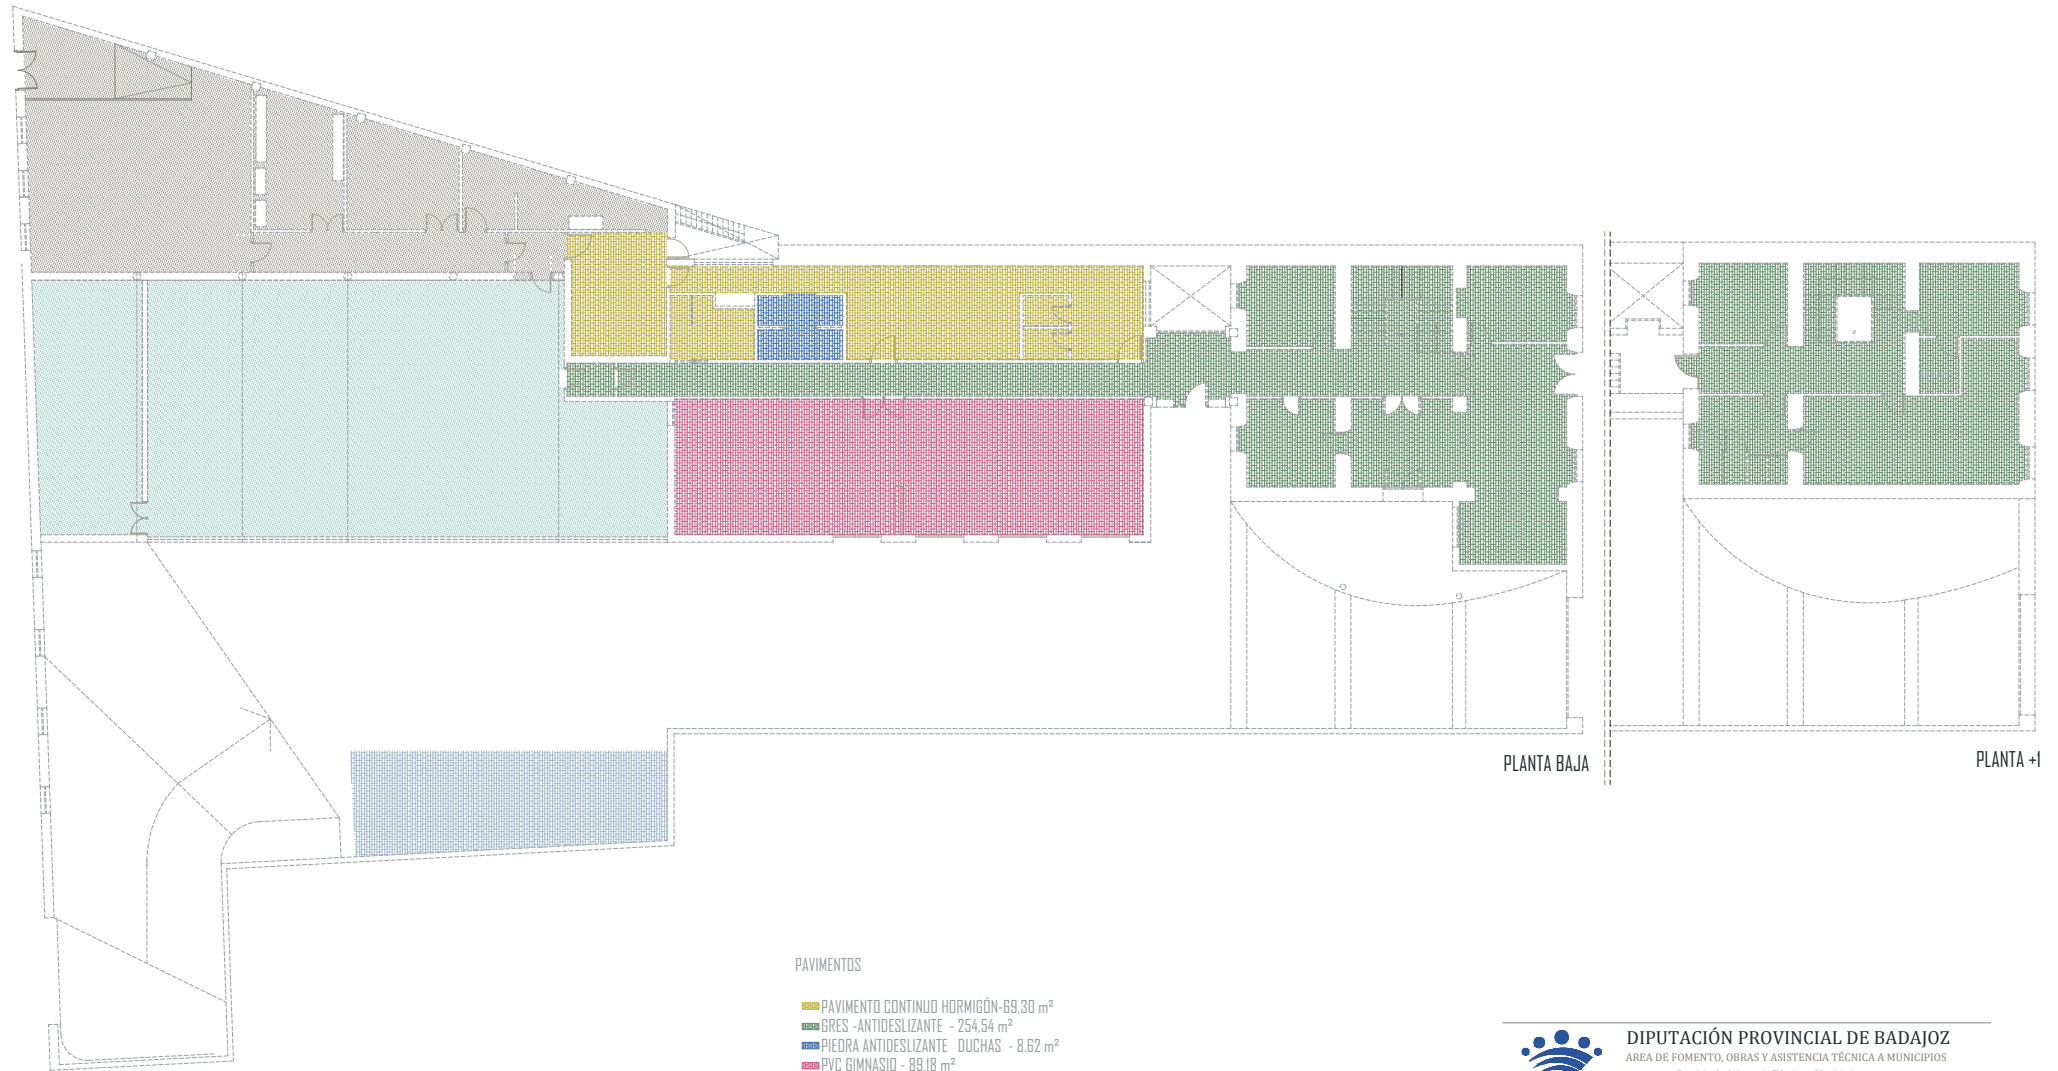 PLANTA BAJA
PLANTA +1
PAVIMENTOS
PAVIMENTO CONTINUO HORMIGÓN-69,30 m²
GRES -ANTIDESLIZANTE - 254,54 m²
PIEDRA ANTIDESLIZANTE DUCHAS - 8.62 m²
PVC GIMNASIO - 89,18 m²
DIPUTACIÓN PROVINCIAL DE BADAJOZ
AREA DE FOMENTO, OBRAS Y ASISTENCIA TÉCNICA A MUNICIPIOS